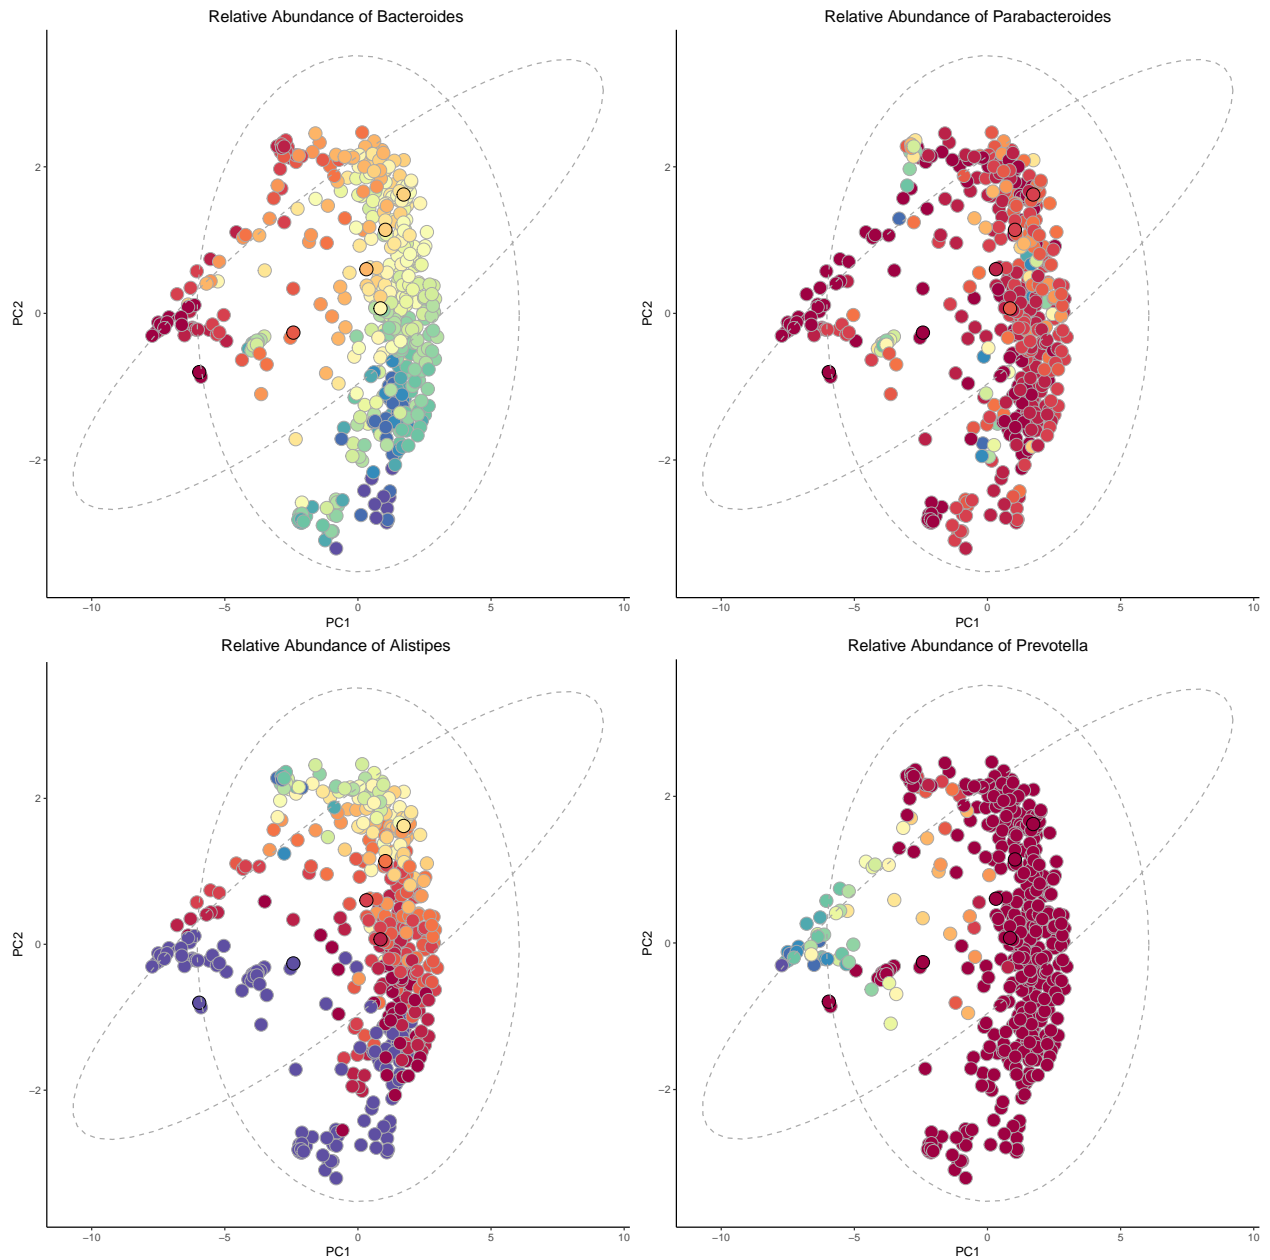 Relative Abundance of Bacteroides
2
0
−2
PC2
−10
−5
0
5
10
PC1
Relative Abundance of Parabacteroides
2
0
−2
PC2
−10
−5
0
5
10
PC1
Relative Abundance of Alistipes
2
0
−2
PC2
−10
−5
0
5
10
PC1
Relative Abundance of Prevotella
2
0
−2
PC2
−10
−5
0
5
10
PC1